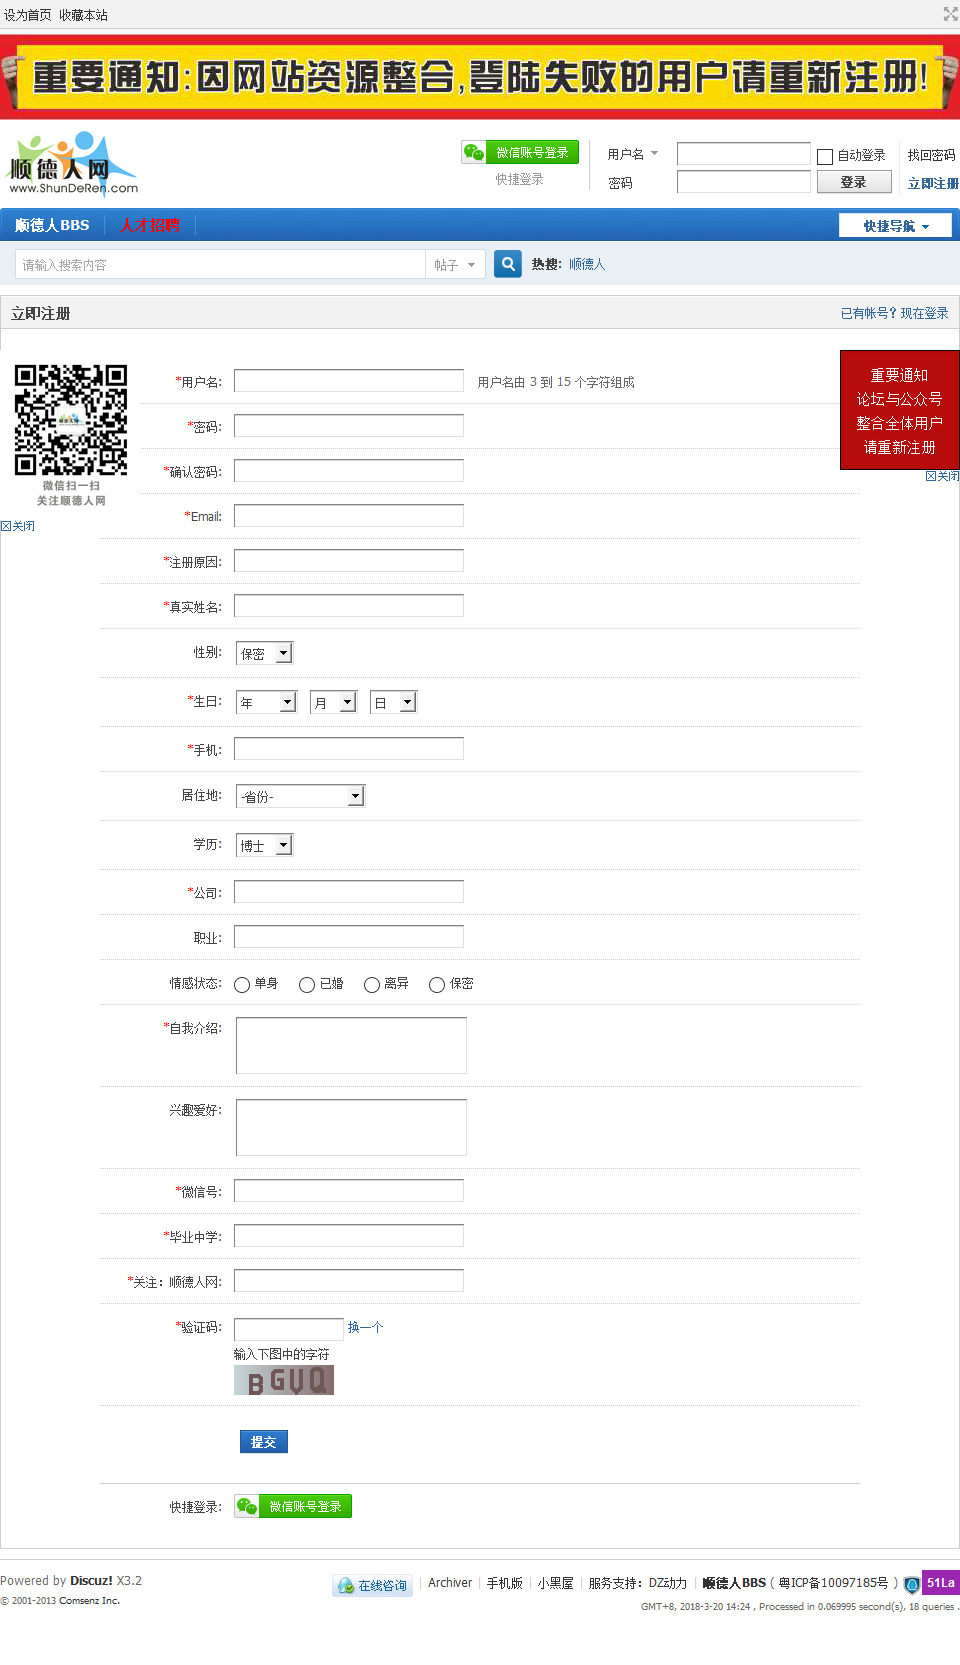 设为首页 收藏本站
重要通知:因网站资源整合,登陆失败的用户请重新注册!
顺德人网
www.ShunDeRen.com
微信账号登录
快捷登录
用户名
自动登录
找回密码
密码
登录
立即注册
顺德人BBS
人才招聘
快捷导航
请输入搜索内容
帖子
热搜: 顺德人
立即注册
已有帐号？现在登录
微信扫一扫
关注顺德人网
关闭
重要通知
论坛与公众号
整合全体用户
请重新注册
关闭
*用户名:
用户名由 3 到 15 个字符组成
*密码:
*确认密码:
*Email:
*注册原因:
*真实姓名:
性别: 保密
*生日: 年 月 日
*手机:
居住地: -省份-
学历: 博士
*公司:
职业:
情感状态: 单身 已婚 离异 保密
*自我介绍:
兴趣爱好:
*微信号:
*毕业中学:
*关注：顺德人网:
*验证码: 换一个
输入下图中的字符
BGVQ
提交
快捷登录: 微信账号登录
Powered by Discuz! X3.2
© 2001-2013 Comsenz Inc.
在线咨询 | Archiver | 手机版 | 小黑屋 | 服务支持：DZ动力 | 顺德人BBS ( 粤ICP备10097185号 ) 51La
GMT+8, 2018-3-20 14:24 , Processed in 0.069995 second(s), 18 queries .